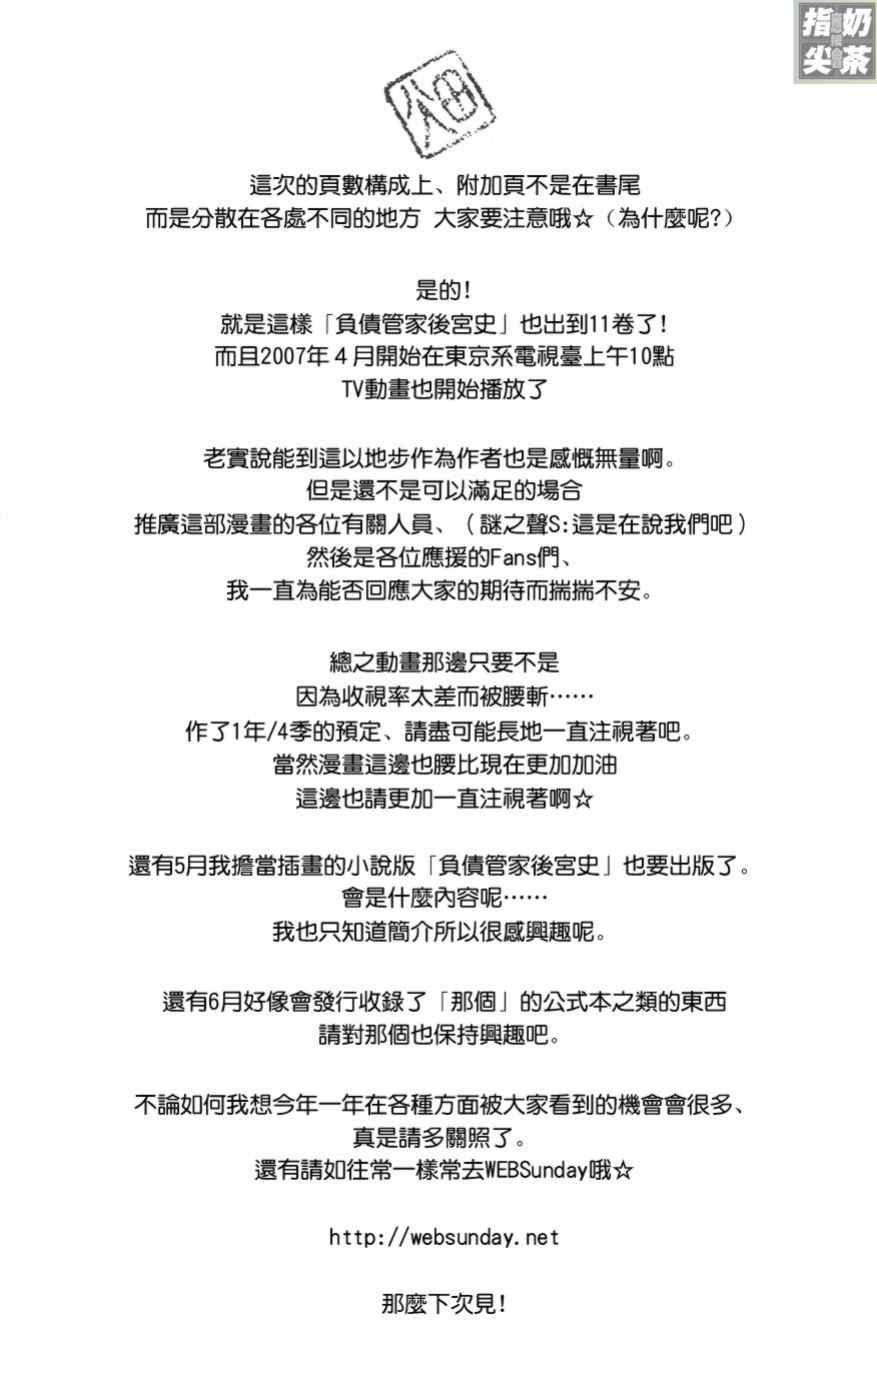 指奶
尖茶
這次的頁數構成上、附加頁不是在書尾
而是分散在各處不同的地方 大家要注意哦☆（為什麼呢?）
是的!
就是這樣「負債管家後宮史」也出到11卷了!
而且2007年４月開始在東京系電視臺上午10點
TV動畫也開始播放了
老實說能到這以地步作為作者也是感慨無量啊。
但是還不是可以滿足的場合
推廣這部漫畫的各位有關人員、（謎之聲S:這是在說我們吧）
然後是各位應援的Fans們、
我一直為能否回應大家的期待而揣揣不安。
總之動畫那邊只要不是
因為收視率太差而被腰斬……
作了1年/4季的預定、請盡可能長地一直注視著吧。
當然漫畫這邊也腰比現在更加加油
這邊也請更加一直注視著啊☆
還有5月我擔當插畫的小說版「負債管家後宮史」也要出版了。
會是什麼內容呢……
我也只知道簡介所以很感興趣呢。
還有6月好像會發行收錄了「那個」的公式本之類的東西
請對那個也保持興趣吧。
不論如何我想今年一年在各種方面被大家看到的機會會很多、
真是請多關照了。
還有請如往常一樣常去WEBSunday哦☆
http://websunday.net
那麼下次見!